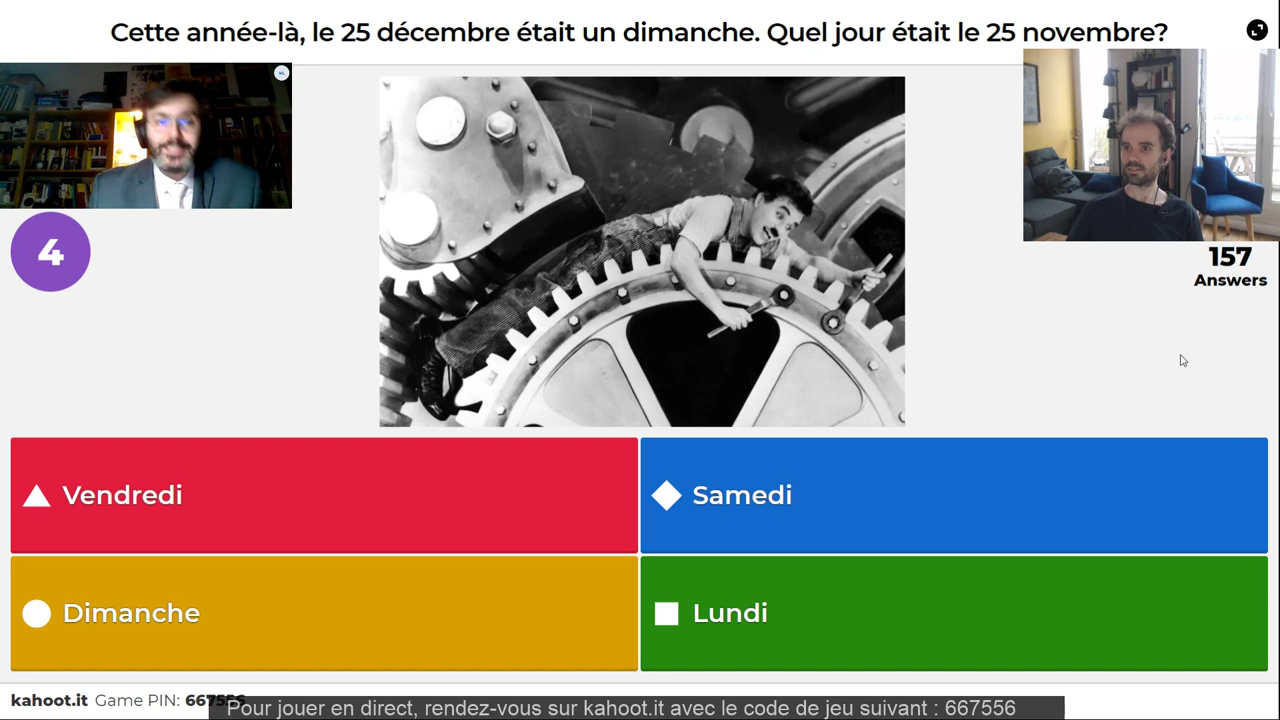 Cette année-là, le 25 décembre était un dimanche. Quel jour était le 25 novembre?
4
157
Answers
Vendredi
Samedi
Dimanche
Lundi
kahoot.it Game PIN: 667556
Pour jouer en direct, rendez-vous sur kahoot.it avec le code de jeu suivant : 667556